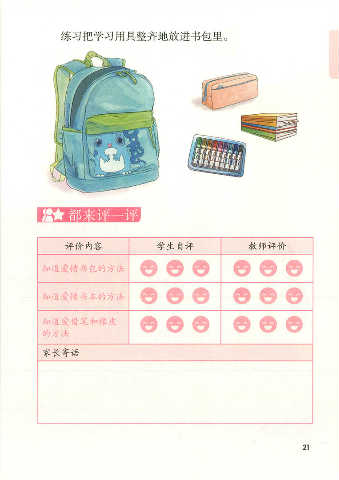 练习把学习用具整齐地放进书包里。
都来评一评
评价内容 学生自评 教师评价
知道爱惜书包的方法
知道爱惜书本的方法
知道爱惜笔和橡皮
的方法
家长寄语
21